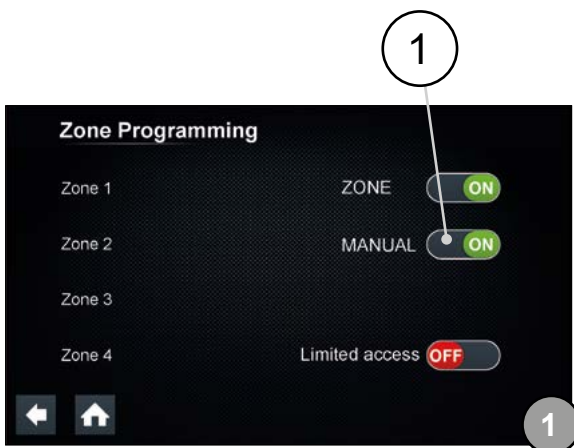 1
Zone Programming
Zone 1 ZONE ON
Zone 2 MANUAL ON
Zone 3
Zone 4 Limited access OFF
1